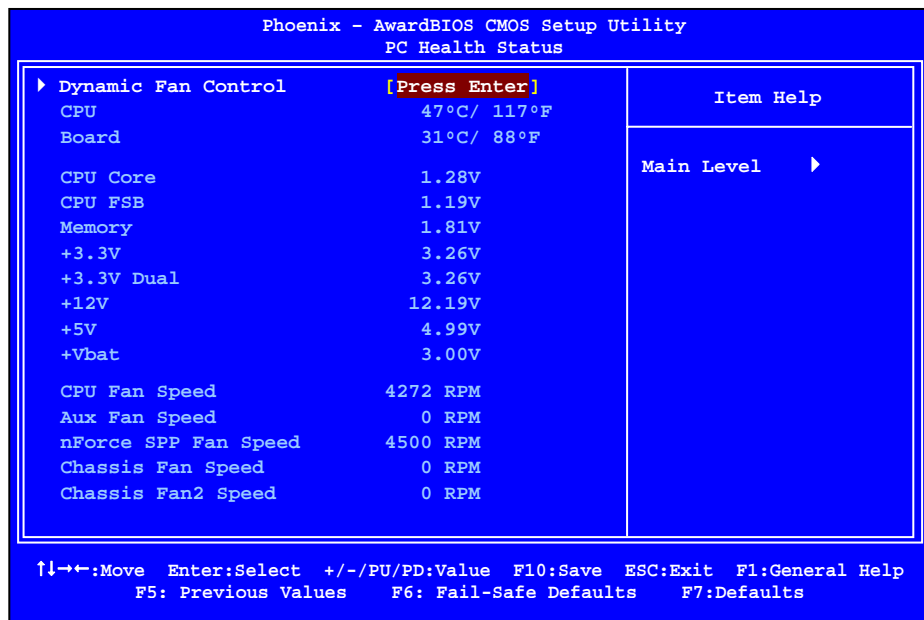 Phoenix – AwardBIOS CMOS Setup Utility
PC Health Status
Dynamic Fan Control [Press Enter]
CPU 47°C/ 117°F
Board 31°C/ 88°F
CPU Core 1.28V
CPU FSB 1.19V
Memory 1.81V
+3.3V 3.26V
+3.3V Dual 3.26V
+12V 12.19V
+5V 4.99V
+Vbat 3.00V
CPU Fan Speed 4272 RPM
Aux Fan Speed 0 RPM
nForce SPP Fan Speed 4500 RPM
Chassis Fan Speed 0 RPM
Chassis Fan2 Speed 0 RPM
Item Help
Main Level
↑↓→←:Move Enter:Select +/-/PU/PD:Value F10:Save ESC:Exit F1:General Help
F5: Previous Values F6: Fail-Safe Defaults F7:Defaults